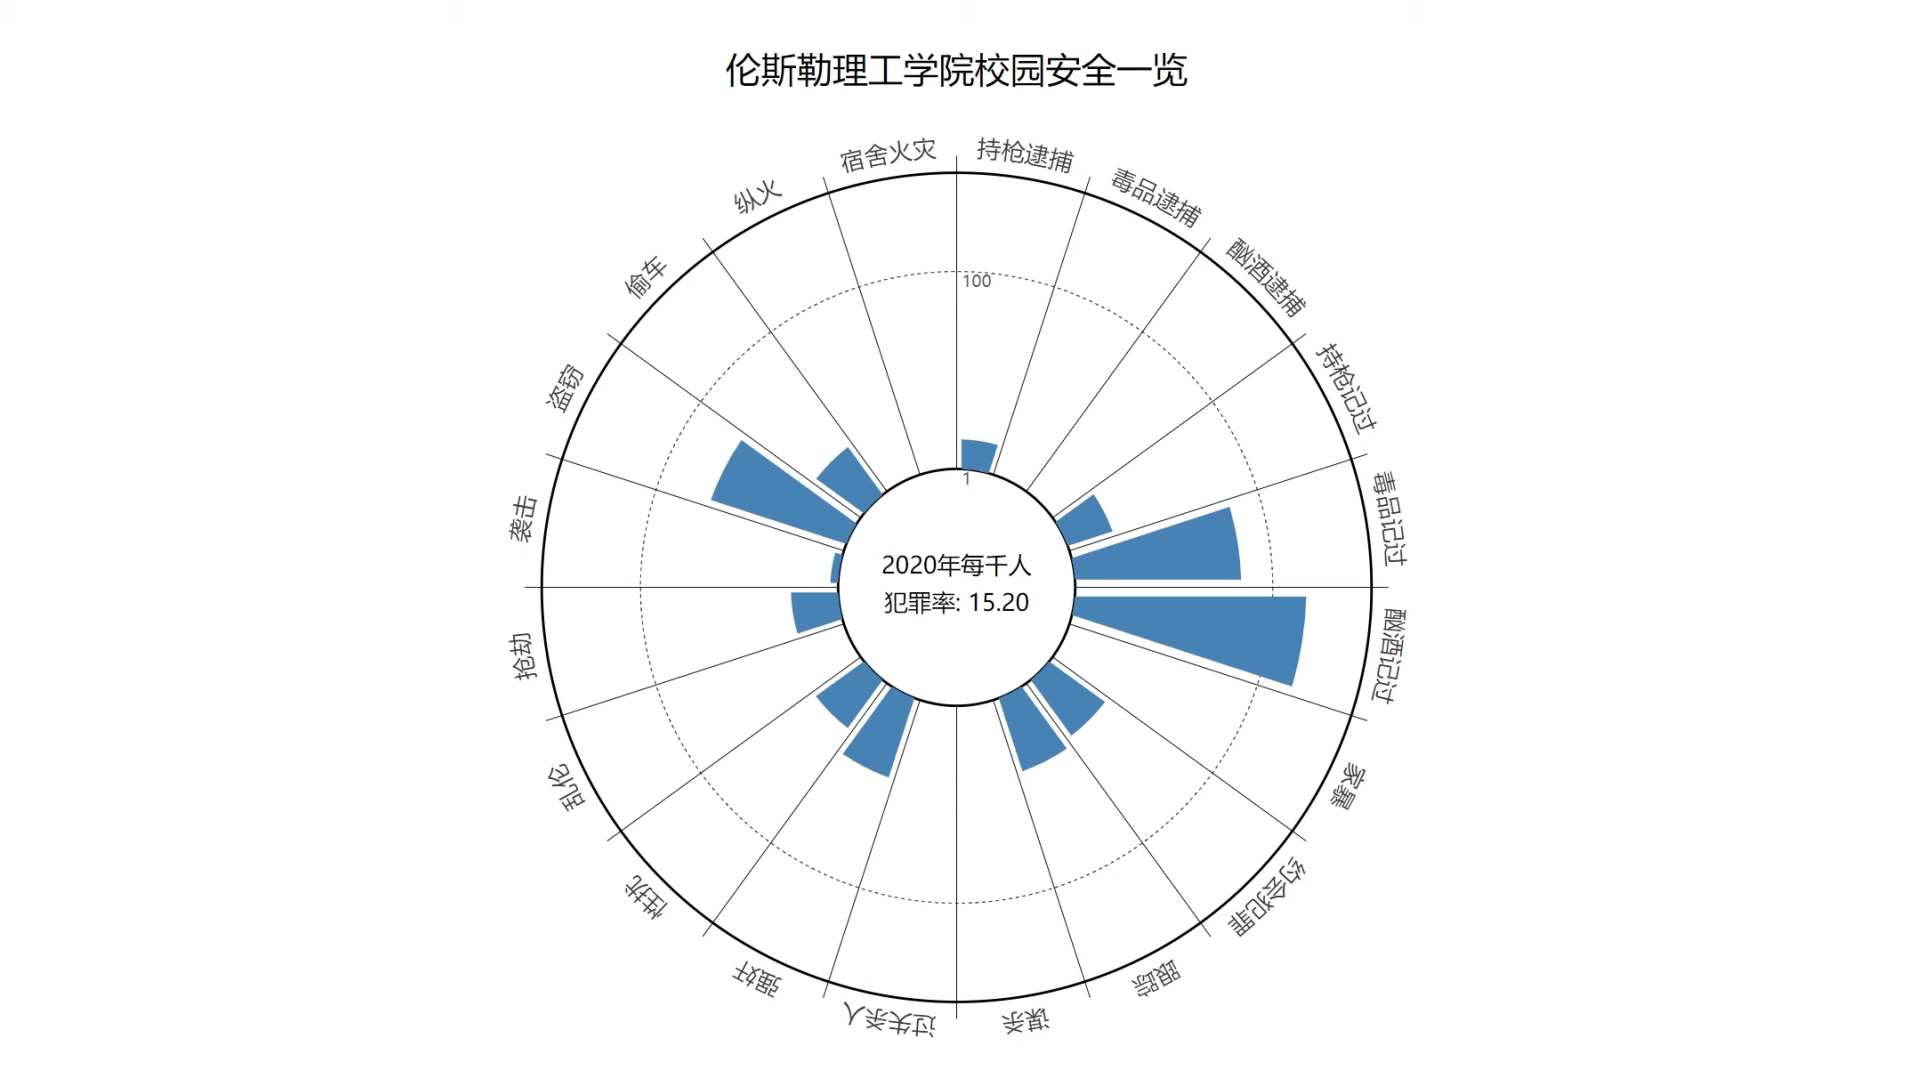 伦斯勒理工学院校园安全一览
宿舍火灾
持枪逮捕
毒品逮捕
酗酒逮捕
持枪记过
毒品记过
酗酒记过
家暴
约会犯罪
跟踪
谋杀
过失杀人
强奸
性扰
乱伦
抢劫
袭击
盗窃
偷车
纵火
100
1
2020年每千人
犯罪率: 15.20